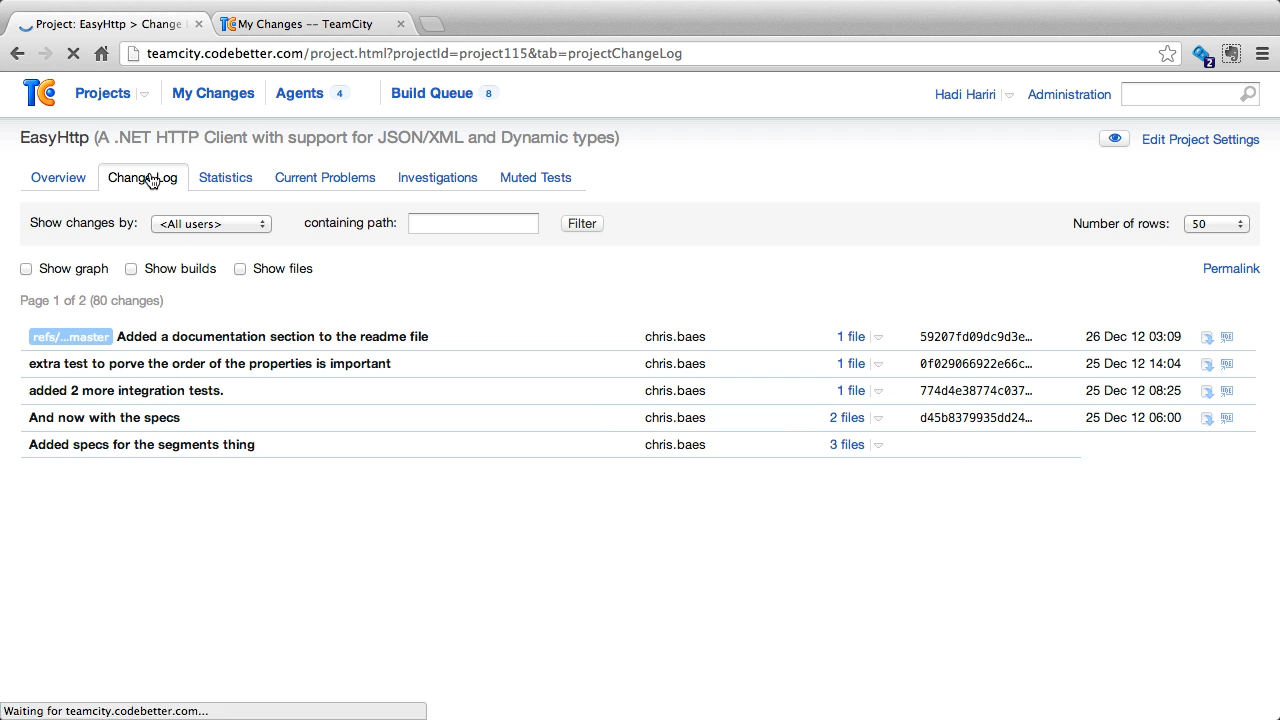 Project: EasyHttp > Change
My Changes -- TeamCity
teamcity.codebetter.com/project.html?projectId=project115&tab=projectChangeLog
2
TC Projects My Changes Agents 4 Build Queue 8 Hadi Hariri Administration
EasyHttp (A .NET HTTP Client with support for JSON/XML and Dynamic types) Edit Project Settings
Overview Change Log Statistics Current Problems Investigations Muted Tests
Show changes by: <All users> containing path: Filter Number of rows: 50
Show graph Show builds Show files Permalink
Page 1 of 2 (80 changes)
refs/...master Added a documentation section to the readme file chris.baes 1 file 59207fd09dc9d3e... 26 Dec 12 03:09
extra test to porve the order of the properties is important chris.baes 1 file 0f029066922e66c... 25 Dec 12 14:04
added 2 more integration tests. chris.baes 1 file 774d4e38774c037... 25 Dec 12 08:25
And now with the specs chris.baes 2 files d45b8379935dd24... 25 Dec 12 06:00
Added specs for the segments thing chris.baes 3 files
Waiting for teamcity.codebetter.com...